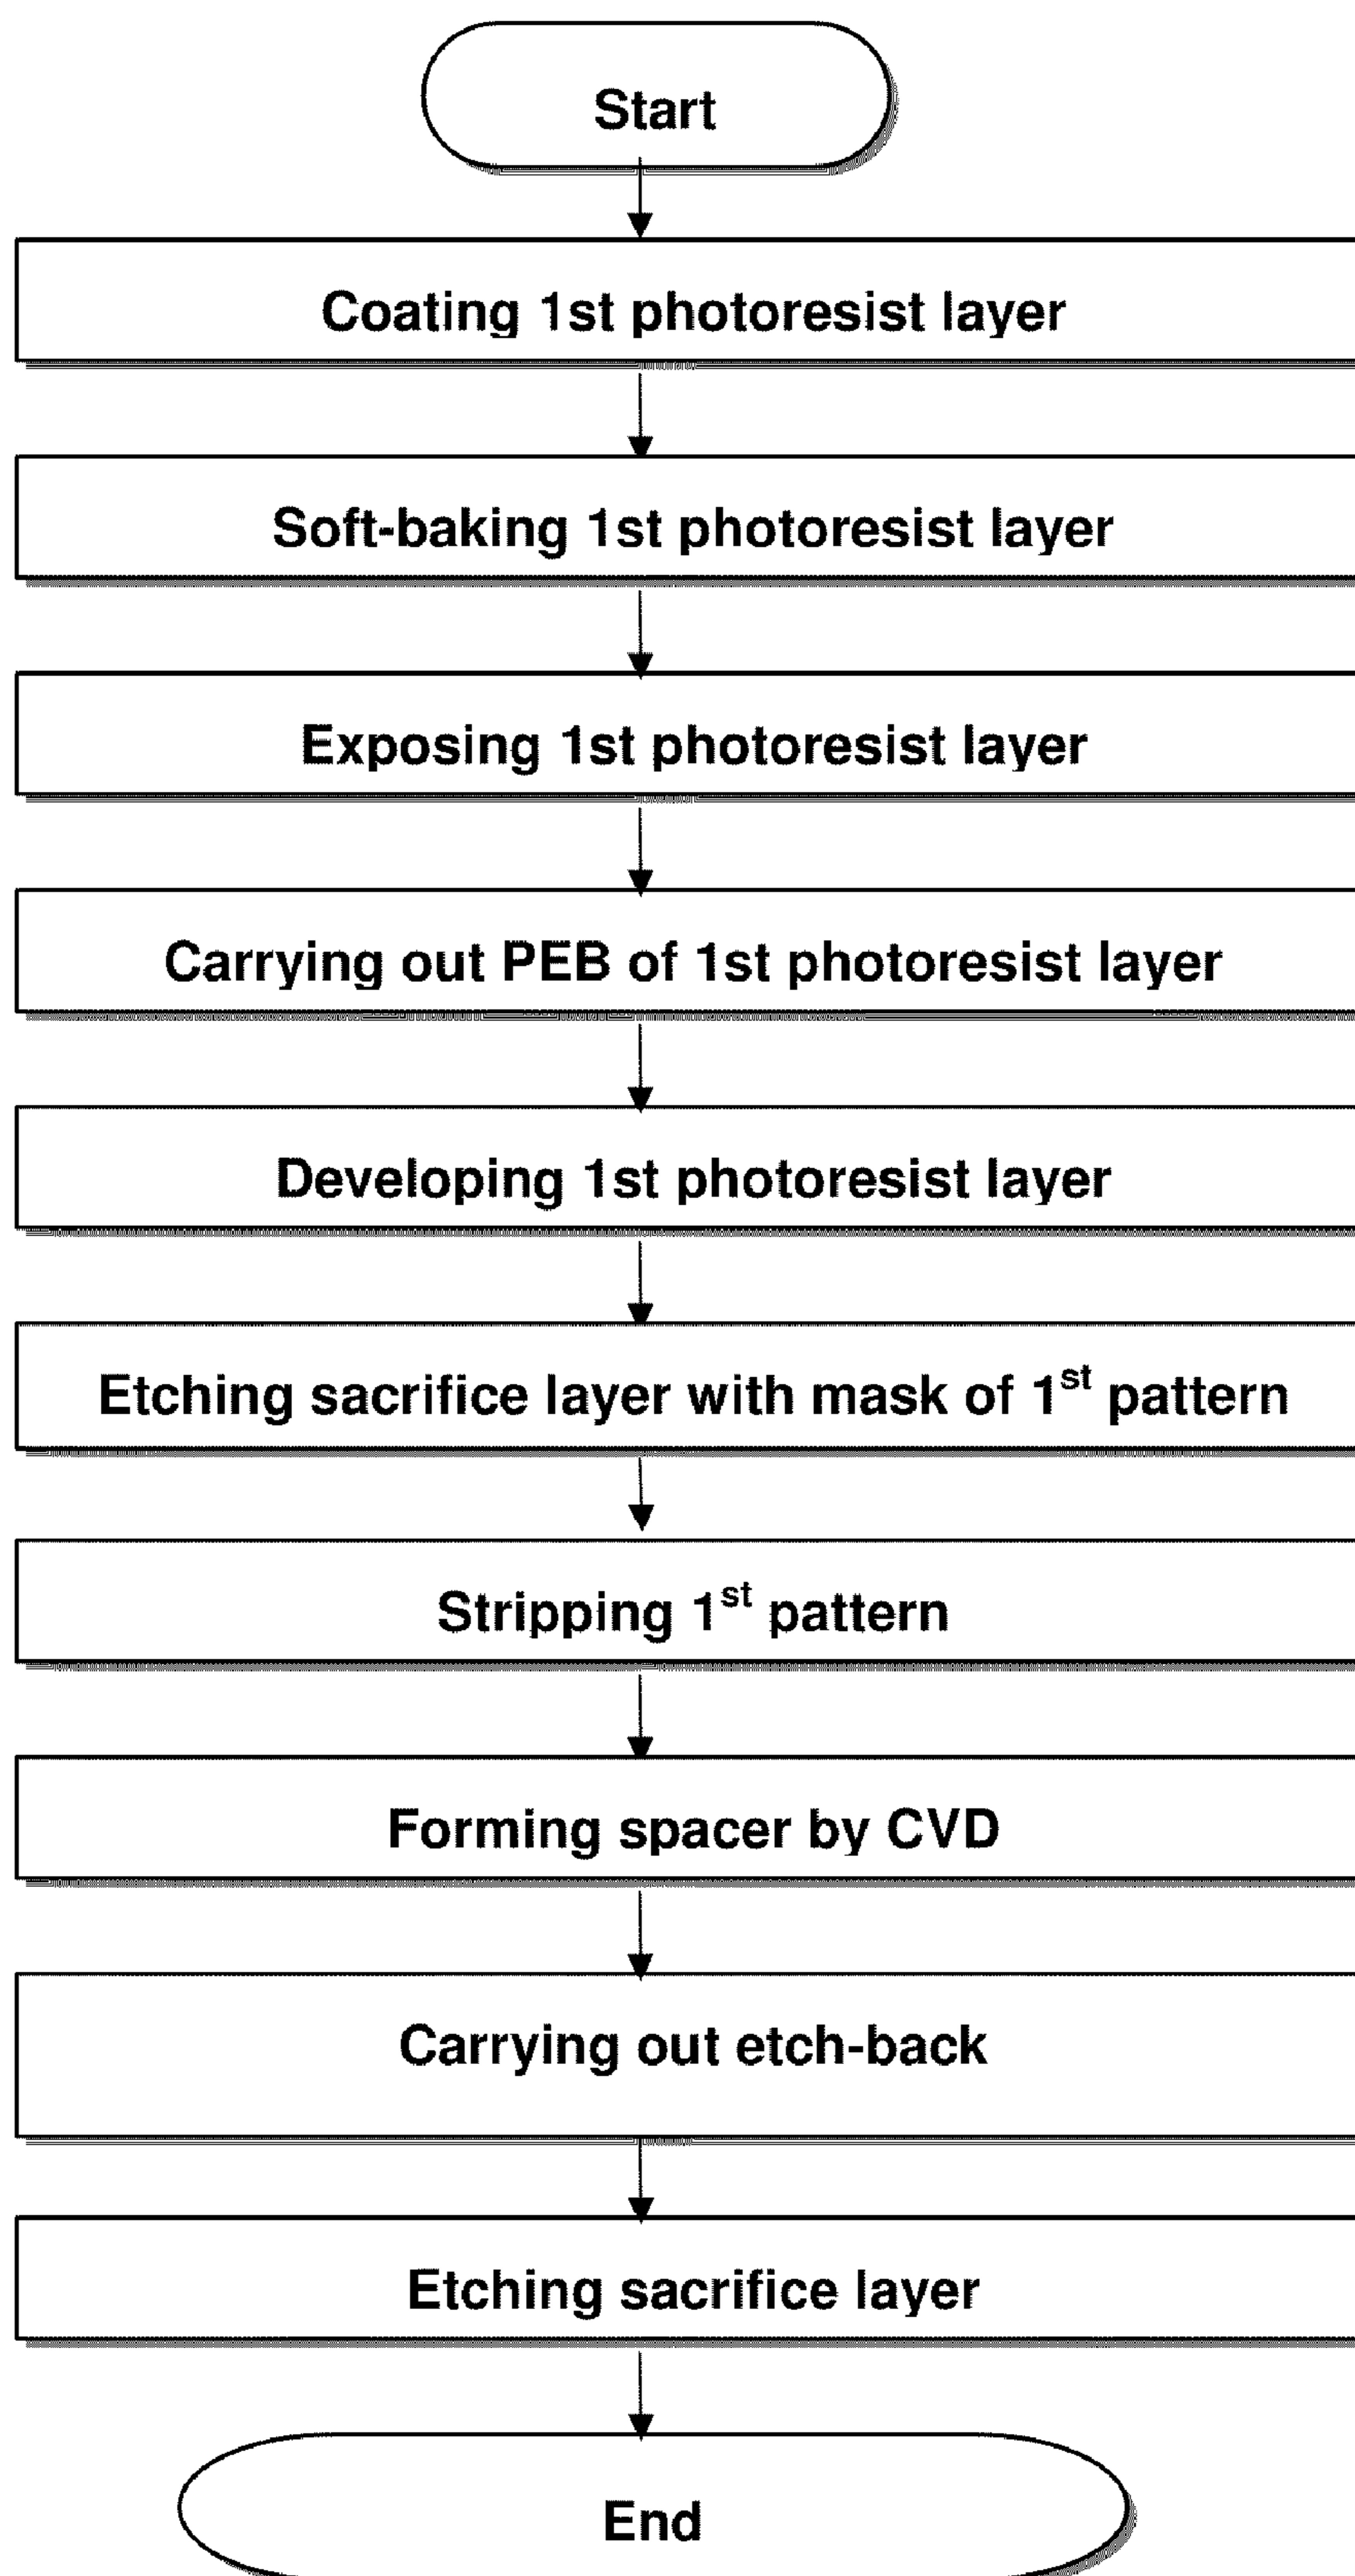 Start
Coating 1st photoresist layer
Soft-baking 1st photoresist layer
Exposing 1st photoresist layer
Carrying out PEB of 1st photoresist layer
Developing 1st photoresist layer
Etching sacrifice layer with mask of 1st pattern
Stripping 1st pattern
Forming spacer by CVD
Carrying out etch-back
Etching sacrifice layer
End